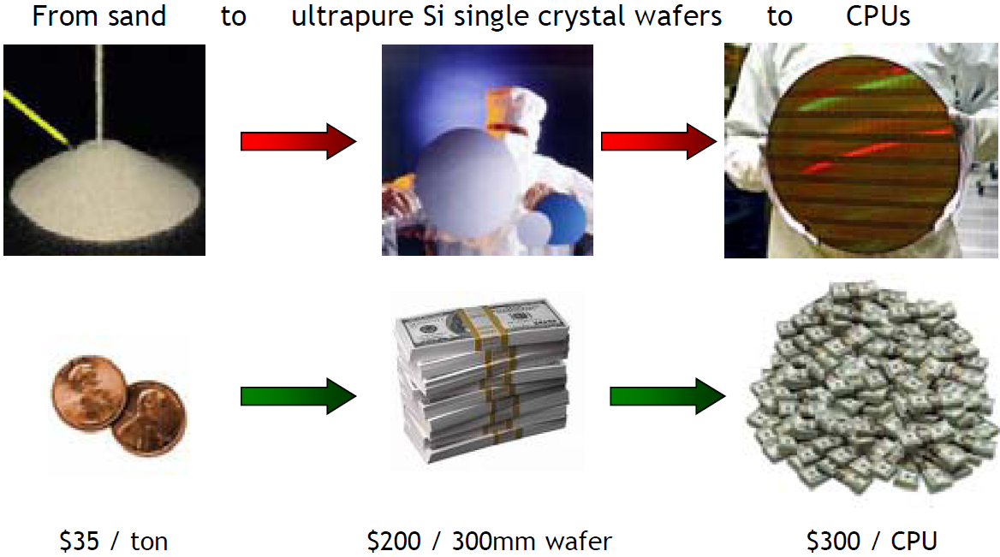 From sand to ultrapure Si single crystal wafers to CPUs
$35 / ton $200 / 300mm wafer $300 / CPU